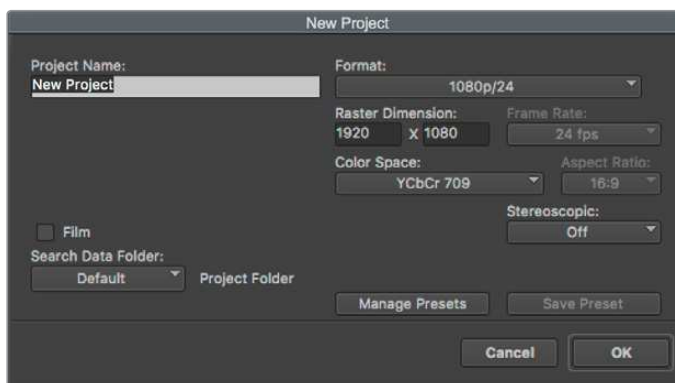 New Project
Project Name:
New Project
Format:
1080p/24
Raster Dimension:
Frame Rate:
1920 X 1080
24 fps
Color Space:
Aspect Ratio:
YCbCr 709
16:9
Stereoscopic:
Off
Film
Search Data Folder:
Default
Project Folder
Manage Presets
Save Preset
Cancel
OK